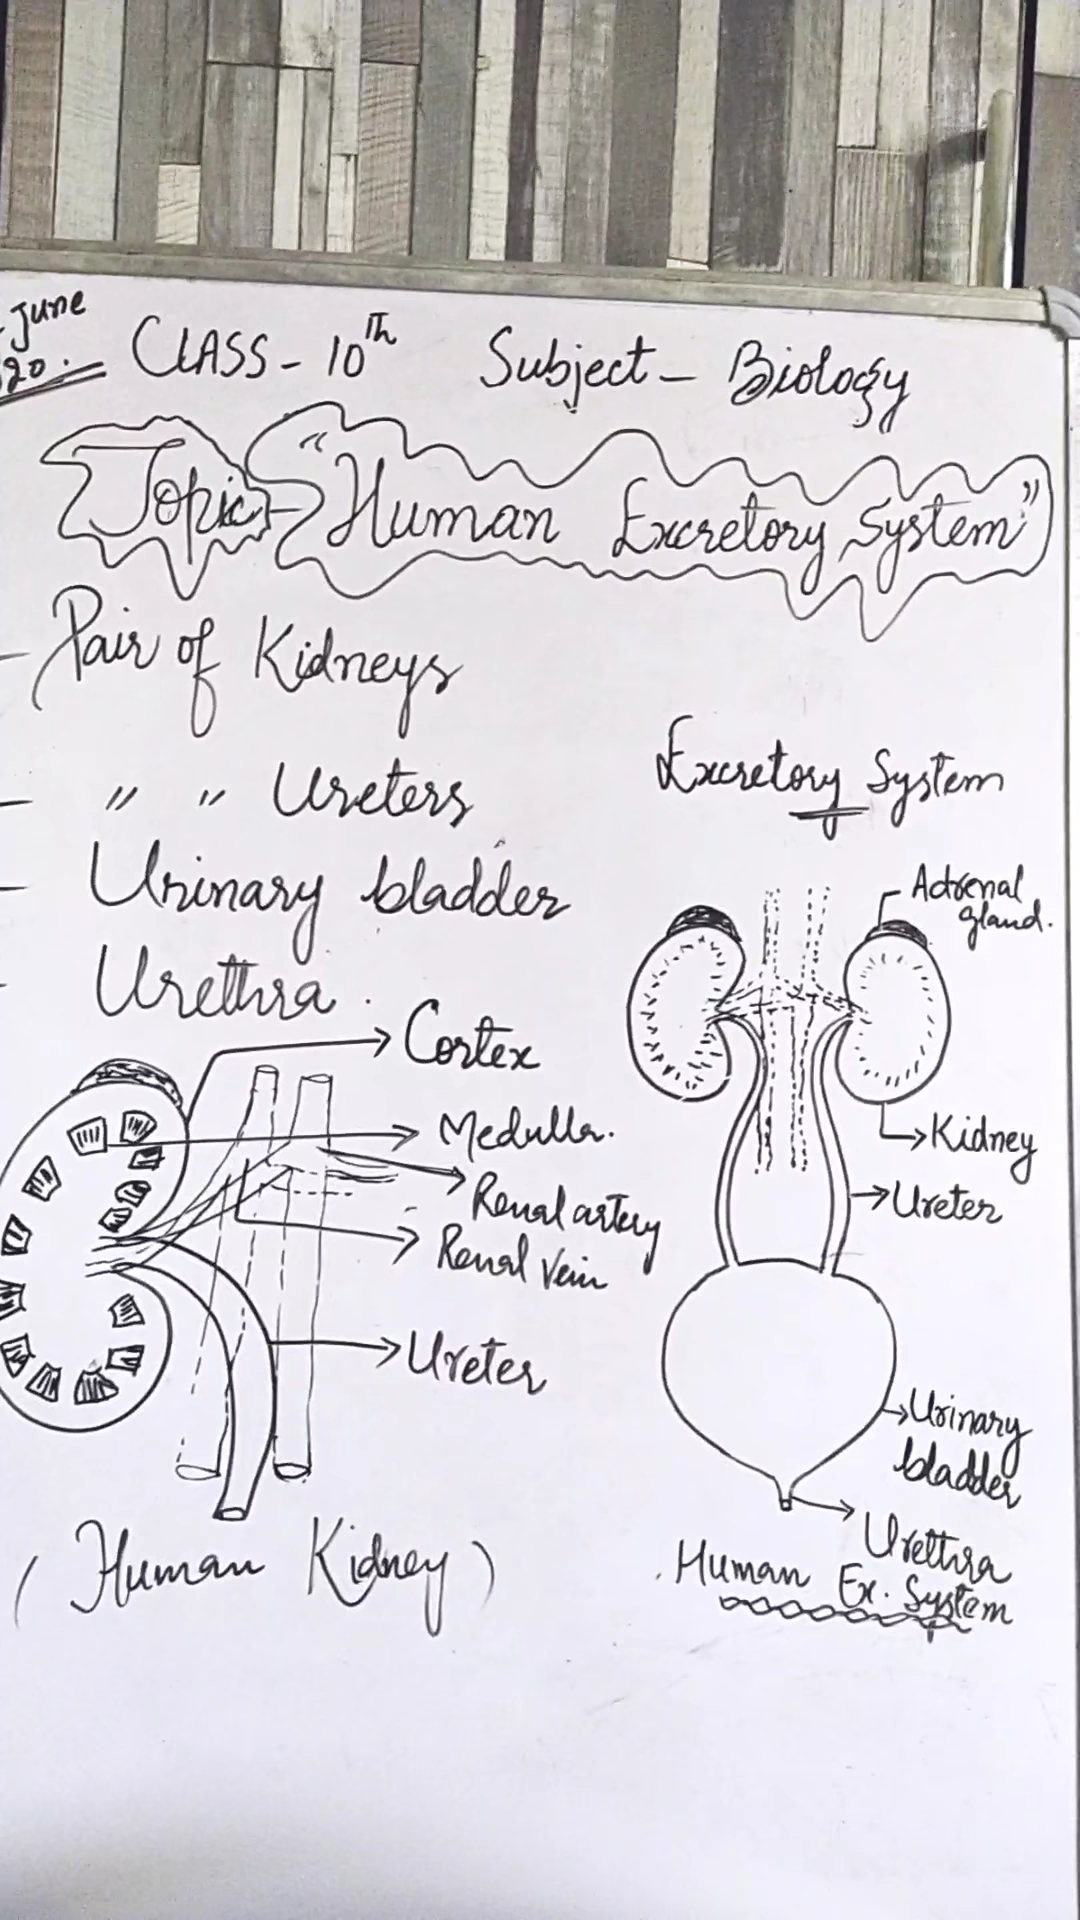 June
20.
CLASS - 10th Subject - Biology
Topic - "Human Excretory System"
- Pair of Kidneys
- " " Ureters
- Urinary bladder
- Urethra.
Cortex
Medulla.
Renal artery
Renal Vein
Ureter
(Human Kidney)
Excretory System
Adrenal
gland.
Kidney
Ureter
Urinary
bladder
Urethra
Human Ex. System